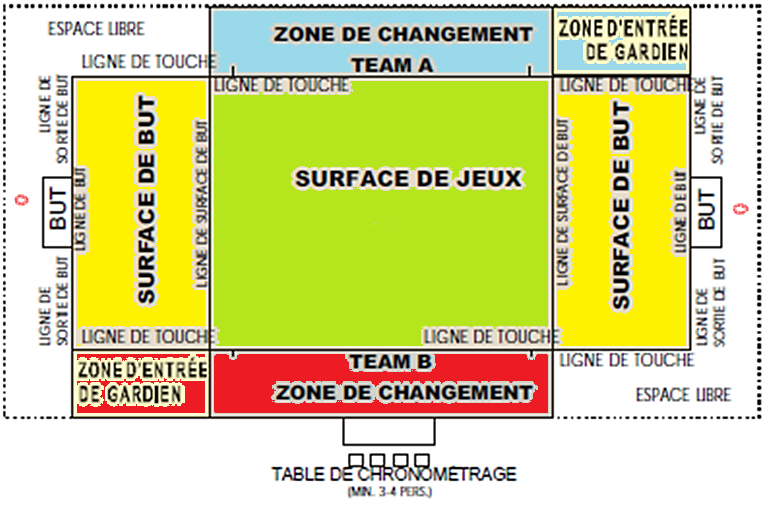 ESPACE LIBRE
ZONE DE CHANGEMENT
TEAM A
ZONE D'ENTRÉE
DE GARDIEN
LIGNE DE TOUCHE
LIGNE DE TOUCHE
LIGNE DE TOUCHE
LIGNE DE
SORTIE DE BUT
LIGNE DE BUT
SURFACE DE BUT
LIGNE DE SURFACE DE BUT
SURFACE DE JEUX
LIGNE DE SURFACE DE BUT
SURFACE DE BUT
LIGNE DE BUT
LIGNE DE
SORTIE DE BUT
BUT
BUT
LIGNE DE
SORTIE DE BUT
LIGNE DE
SORTIE DE BUT
LIGNE DE TOUCHE
LIGNE DE TOUCHE
LIGNE DE TOUCHE
ZONE D'ENTRÉE
DE GARDIEN
TEAM B
ZONE DE CHANGEMENT
ESPACE LIBRE
TABLE DE CHRONOMÉTRAGE
(MIN. 3-4 PERS.)